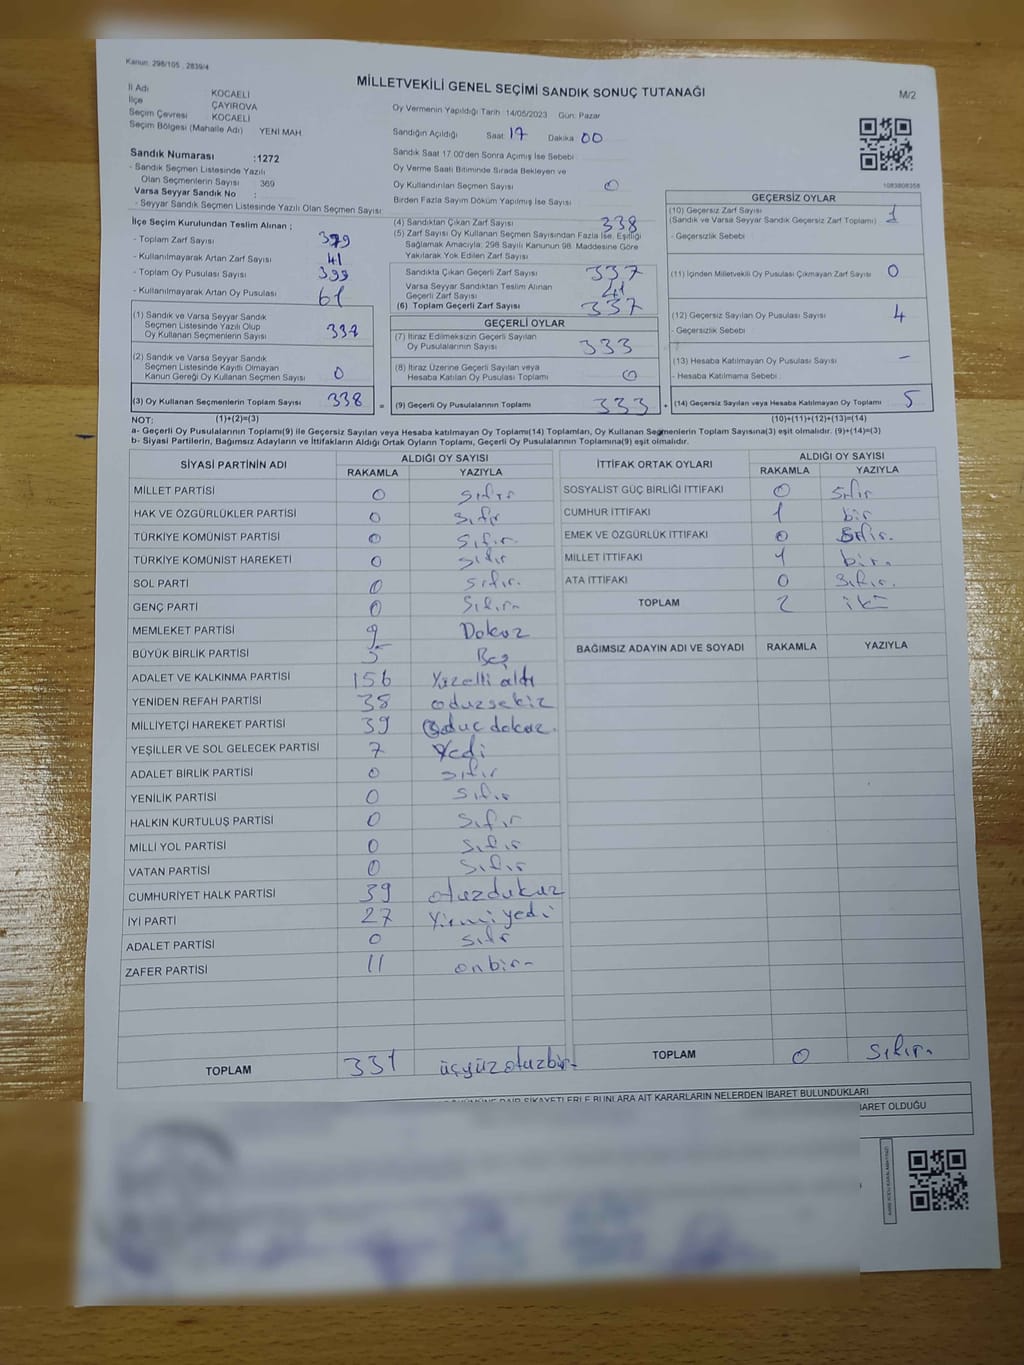 Kanun: 298/105 , 2839/4
MİLLETVEKİLİ GENEL SEÇİMİ SANDIK SONUÇ TUTANAĞI
M/2
İl Adı KOCAELİ
İlçe ÇAYIROVA
Seçim Çevresi KOCAELİ
Seçim Bölgesi (Mahalle Adı) YENİ MAH.
Oy Vermenin Yapıldığı Tarih 14/05/2023 Gün: Pazar
Sandığın Açıldığı Saat 17 Dakika 00
Sandık Saat 17.00'den Sonra Açımış İse Sebebi
Oy Verme Saati Bitiminde Sırada Bekleyen ve
Oy Kullandırılan Seçmen Sayısı 0
Birden Fazla Sayım Döküm Yapılmış İse Sayısı
1083808358
Sandık Numarası :1272
- Sandık Seçmen Listesinde Yazılı
Olan Seçmenlerin Sayısı 369
Varsa Seyyar Sandık No :
- Seyyar Sandık Seçmen Listesinde Yazılı Olan Seçmen Sayısı
İlçe Seçim Kurulundan Teslim Alınan ;
- Toplam Zarf Sayısı 379
- Kullanılmayarak Artan Zarf Sayısı 41
- Toplam Oy Pusulası Sayısı 399
- Kullanılmayarak Artan Oy Pusulası 61
(1) Sandık ve Varsa Seyyar Sandık
Seçmen Listesinde Yazılı Olup
Oy Kullanan Seçmenlerin Sayısı
(2) Sandık ve Varsa Seyyar Sandık
Seçmen Listesinde Kayıtlı Olmayan
Kanun Gereği Oy Kullanan Seçmen Sayısı 0
(3) Oy Kullanan Seçmenlerin Toplam Sayısı 338 =
(4) Sandıktan Çıkan Zarf Sayısı 338
(5) Zarf Sayısı Oy Kullanan Seçmen Sayısından Fazla İse, Eşitliği
Sağlamak Amacıyla; 298 Sayılı Kanunun 98. Maddesine Göre
Yakılarak Yok Edilen Zarf Sayısı
Sandıkta Çıkan Geçerli Zarf Sayısı 337
Varsa Seyyar Sandıktan Teslim Alınan
Geçerli Zarf Sayısı
(6) Toplam Geçerli Zarf Sayısı 337
GEÇERLİ OYLAR
(7) İtiraz Edilmeksizin Geçerli Sayılan
Oy Pusulalarının Sayısı 333
(8) İtiraz Üzerine Geçerli Sayılan veya
Hesaba Katılan Oy Pusulası Toplamı 0
(9) Geçerli Oy Pusulalarının Toplamı 333 +
GEÇERSİZ OYLAR
(10) Geçersiz Zarf Sayısı
(Sandık ve Varsa Seyyar Sandık Geçersiz Zarf Toplamı) 1
- Geçersizlik Sebebi
(11) İçinden Milletvekili Oy Pusulası Çıkmayan Zarf Sayısı 0
(12) Geçersiz Sayılan Oy Pusulası Sayısı 4
- Geçersizlik Sebebi
(13) Hesaba Katılmayan Oy Pusulası Sayısı -
- Hesaba Katılmama Sebebi
(14) Geçersiz Sayılan veya Hesaba Katılmayan Oy Toplamı 5
NOT: (1)+(2)=(3) (10)+(11)+(12)+(13)=(14)
a- Geçerli Oy Pusulalarının Toplamı(9) ile Geçersiz Sayılan veya Hesaba katılmayan Oy Toplamı(14) Toplamları, Oy Kullanan Seçmenlerin Toplam Sayısına(3) eşit olmalıdır. (9)+(14)=(3)
b- Siyasi Partilerin, Bağımsız Adayların ve İttifakların Aldığı Ortak Oyların Toplamı, Geçerli Oy Pusulalarının Toplamına(9) eşit olmalıdır.
SİYASİ PARTİNİN ADI ALDIĞI OY SAYISI
RAKAMLA YAZIYLA
MİLLET PARTİSİ 0 sıfır
HAK VE ÖZGÜRLÜKLER PARTİSİ 0 sıfır
TÜRKİYE KOMÜNİST PARTİSİ 0 sıfır.
TÜRKİYE KOMÜNİST HAREKETİ 0 sıfır
SOL PARTİ 0 sıfır.
GENÇ PARTİ 0 sıfır
MEMLEKET PARTİSİ 9 Dokuz
BÜYÜK BİRLİK PARTİSİ 5 Beş
ADALET VE KALKINMA PARTİSİ 156 Yüzelli altı
YENİDEN REFAH PARTİSİ 38 oduzsekiz
MİLLİYETÇİ HAREKET PARTİSİ 39
YEŞİLLER VE SOL GELECEK PARTİSİ 7 Yedi
ADALET BİRLİK PARTİSİ 0 sıfır
YENİLİK PARTİSİ 0 sıfır
HALKIN KURTULUŞ PARTİSİ 0 sıfır
MİLLİ YOL PARTİSİ 0 sıfır
VATAN PARTİSİ 0 sıfır
CUMHURİYET HALK PARTİSİ 39 otuzdukuz
İYİ PARTİ 27 Yirmi yedi
ADALET PARTİSİ 0 sıfr
ZAFER PARTİSİ 11 onbir
TOPLAM 331 üçyüzotuzbir
İTTİFAK ORTAK OYLARI ALDIĞI OY SAYISI
RAKAMLA YAZIYLA
SOSYALİST GÜÇ BİRLİĞİ İTTİFAKI 0 sıfır
CUMHUR İTTİFAKI 1 bir
EMEK VE ÖZGÜRLÜK İTTİFAKI 0 sıfır.
MİLLET İTTİFAKI 1 bir.
ATA İTTİFAKI 0 sıfır.
TOPLAM 2 iki
BAĞIMSIZ ADAYIN ADI VE SOYADI RAKAMLA YAZIYLA
TOPLAM 0 sıfır.
DAİR ŞİKAYETLERLE BUNLARA AİT KARARLARIN NELERDEN İBARET BULUNDUKLARI
İBARET OLDUĞU